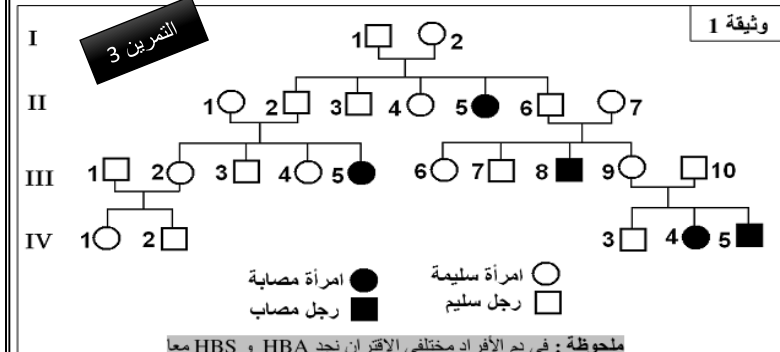 وثيقة 1
التمرين 3
I 1 2
II 1 2 3 4 5 6 7
III 1 2 3 4 5 6 7 8 9 10
IV 1 2 3 4 5
امرأة سليمة امرأة مصابة
رجل سليم رجل مصاب
ملحوظة : في دم الأفراد مختلفي الاقتران نجد HBA و HBS معا